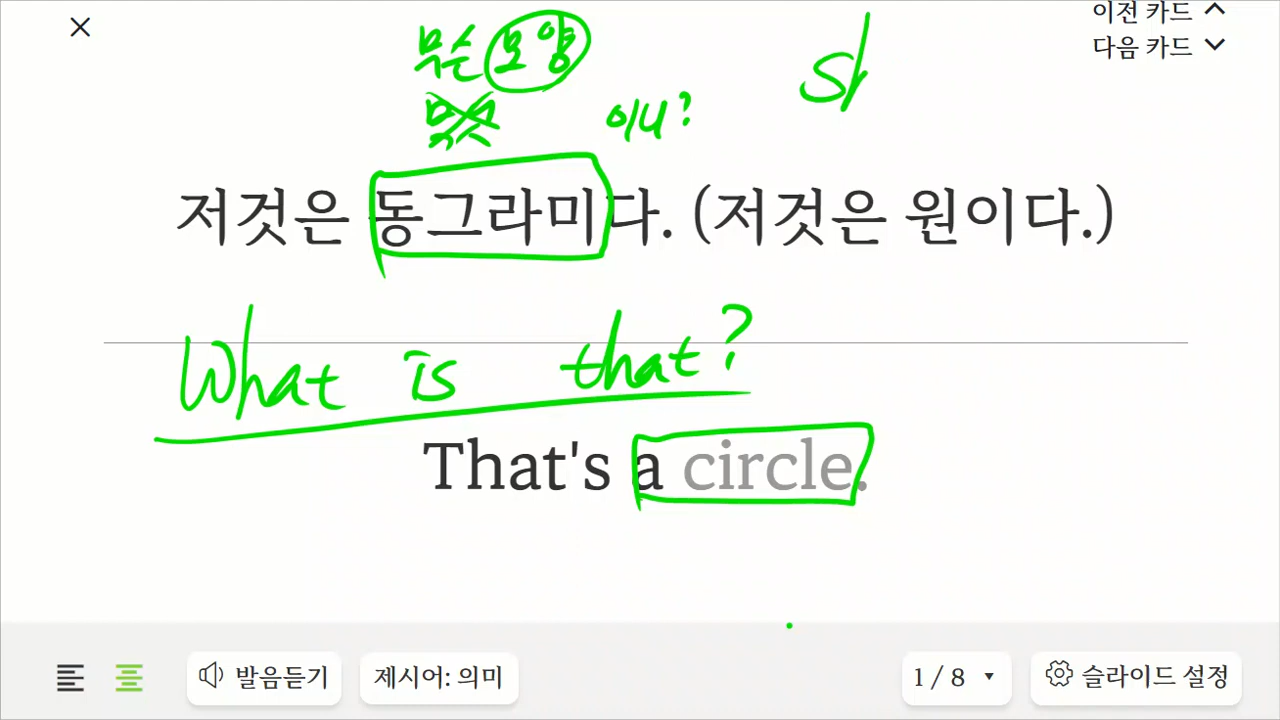 이전 카드
다음 카드
무슨 모양
무엇 이니?
저것은 동그라미다. (저것은 원이다.)
What is that?
That's a circle.
발음듣기
제시어: 의미
1 / 8
슬라이드 설정